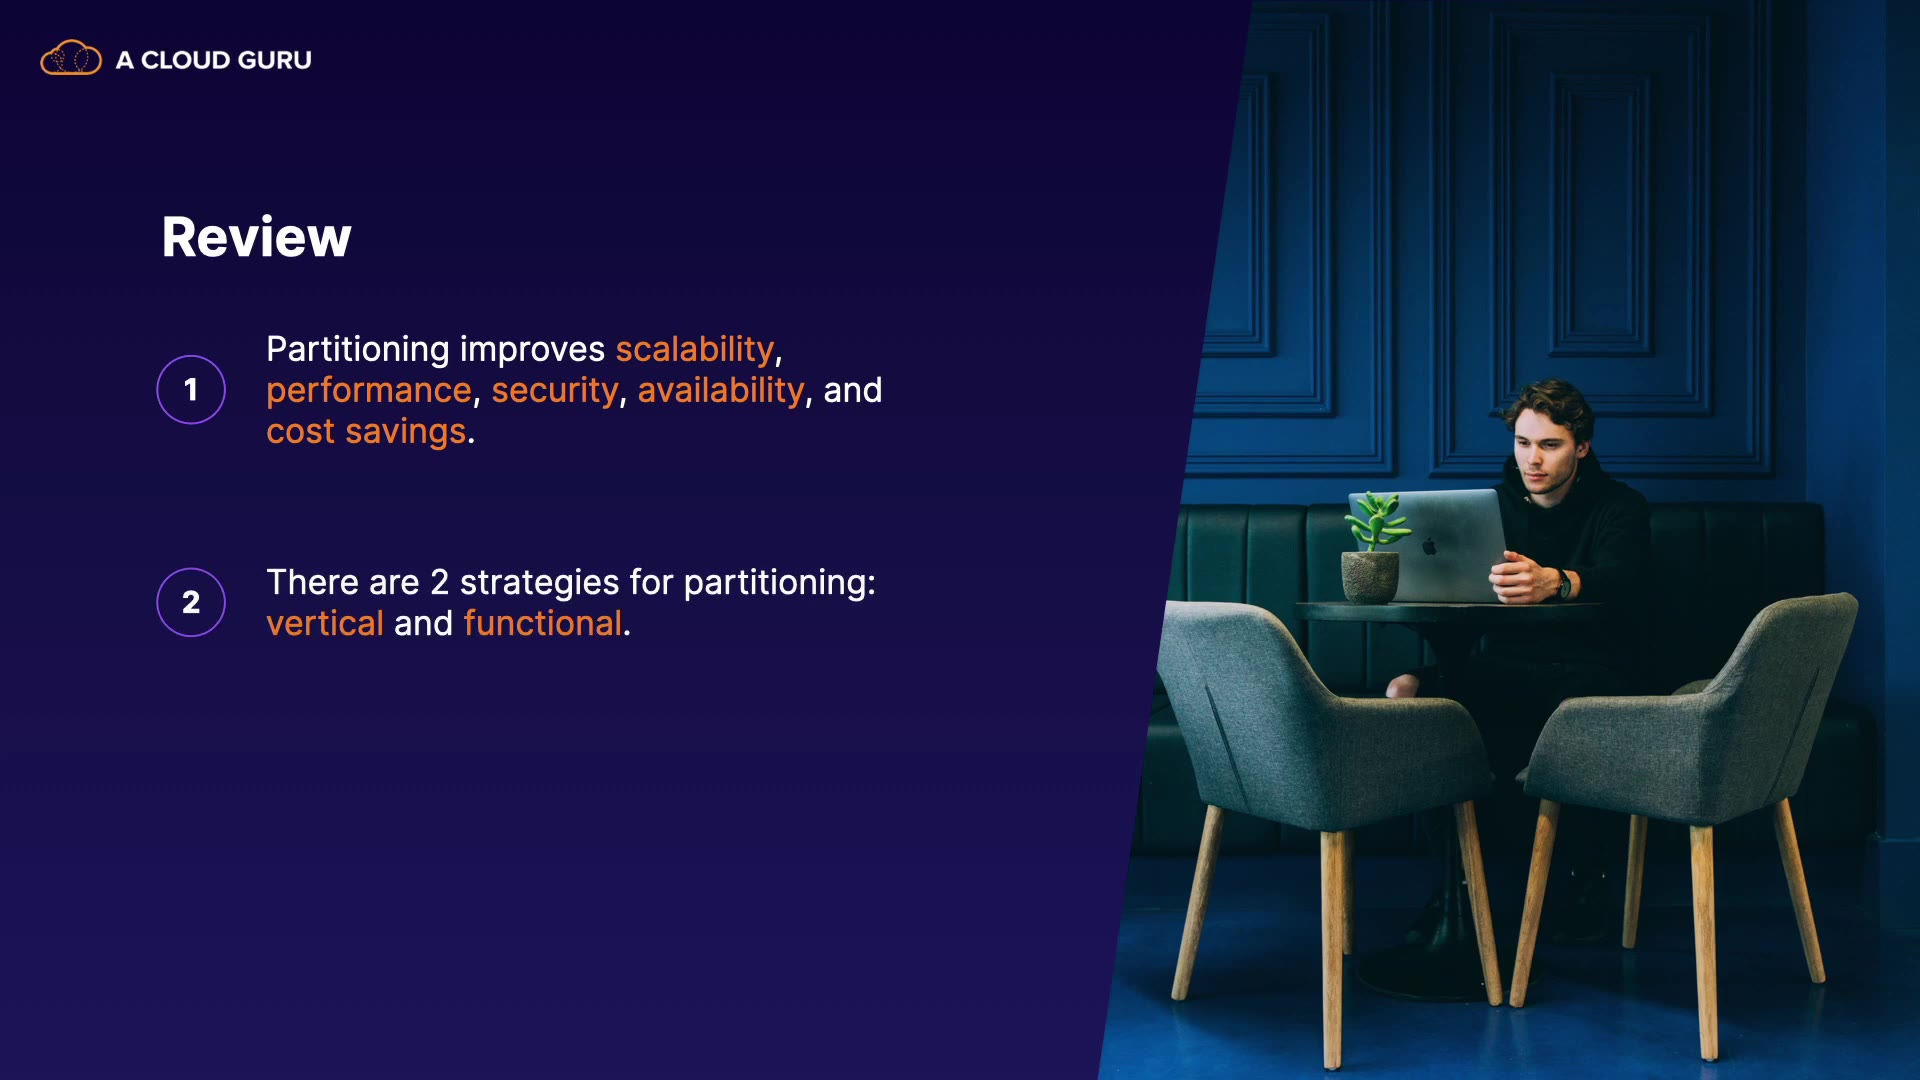 A CLOUD GURU
Review
1
Partitioning improves scalability,
performance, security, availability, and
cost savings.
2
There are 2 strategies for partitioning:
vertical and functional.